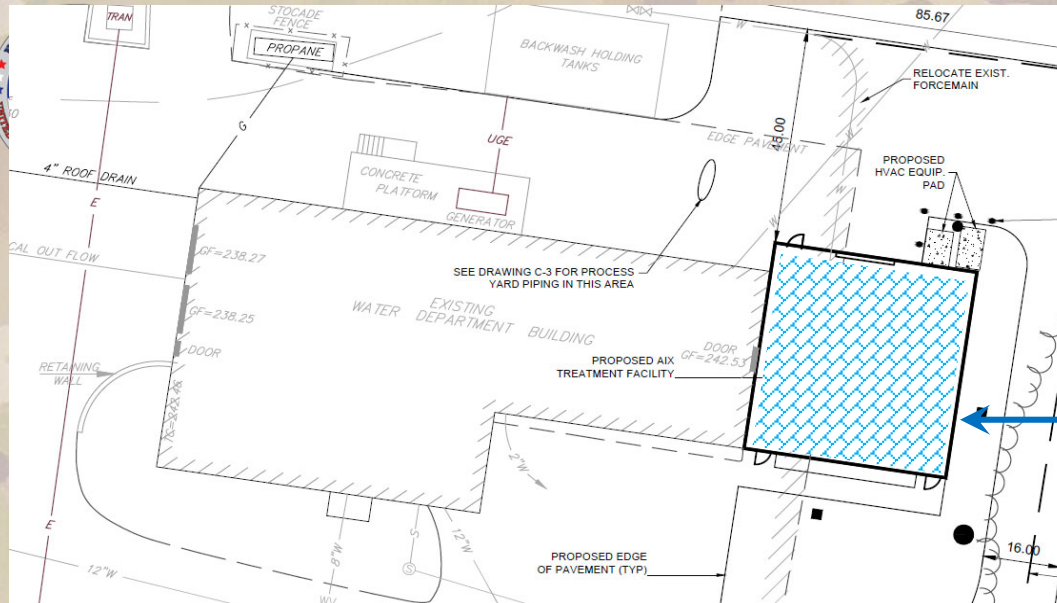 TRAN
STOCADE
FENCE
PROPANE
BACKWASH HOLDING
TANKS
W
85.67
W
RELOCATE EXIST.
FORCEMAIN
G
UGE
45.00
EDGE PAVEMENT
W
PROPOSED
HVAC EQUIP.
PAD
4" ROOF DRAIN
E
CONCRETE
PLATFORM
GENERATOR
W
W
CAL OUT FLOW
GF=238.27
SEE DRAWING C-3 FOR PROCESS
YARD PIPING IN THIS AREA
GF=238.25
EXISTING
WATER DEPARTMENT BUILDING
DOOR
RETAINING
WALL
DOOR
GF=242.53
PROPOSED AIX
TREATMENT FACILITY
2"W
E
8"W
S
12"W
S
PROPOSED EDGE
OF PAVEMENT (TYP)
16.00
12"W
WV